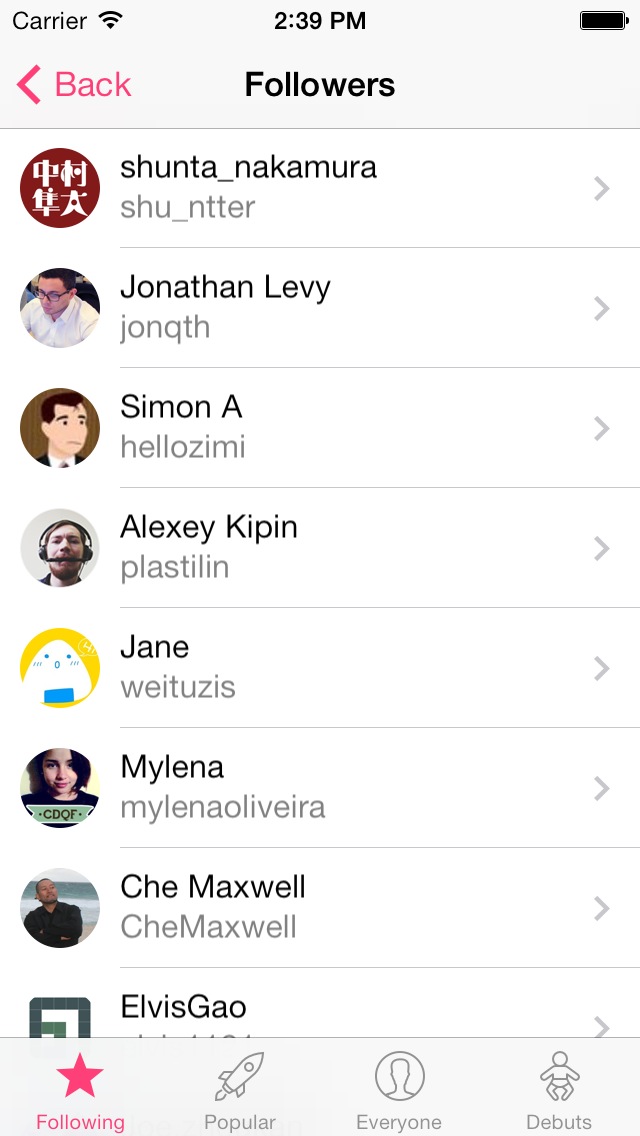 Carrier 2:39 PM
Back Followers
中村
隼太
shunta_nakamura
shu_ntter
Jonathan Levy
jonqth
Simon A
hellozimi
Alexey Kipin
plastilin
Jane
weituzis
Mylena
mylenaoliveira
·CDQF·
Che Maxwell
CheMaxwell
ElvisGao
Following Popular Everyone Debuts